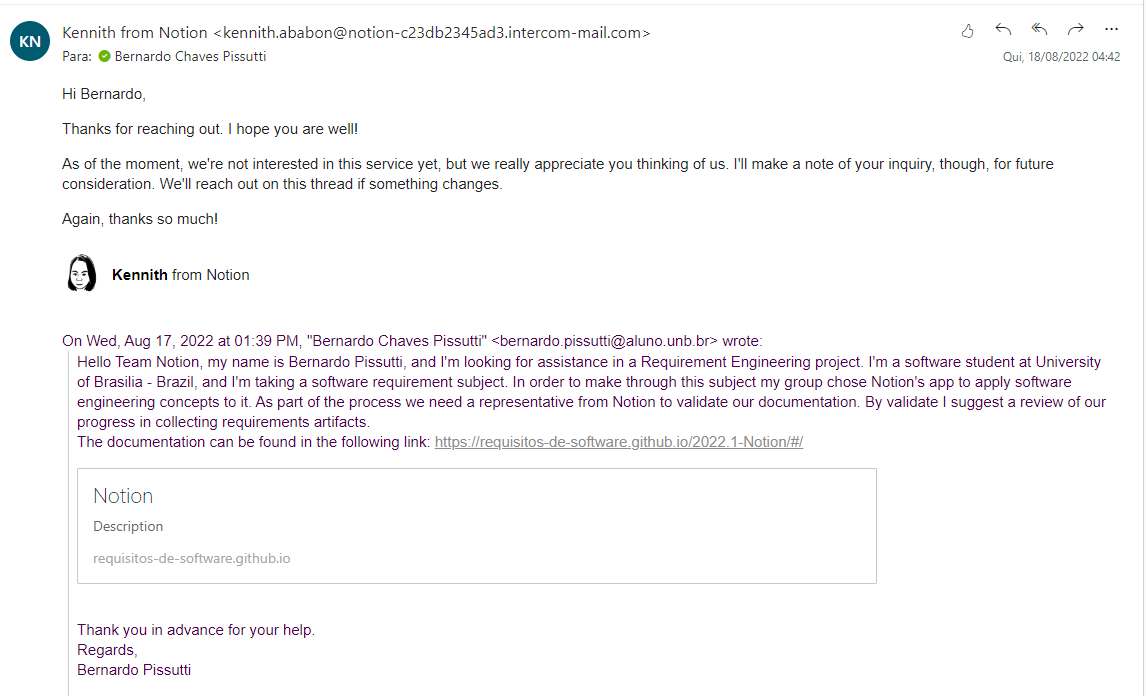 KN
Kennith from Notion <kennith.ababon@notion-c23db2345ad3.intercom-mail.com>
Para: Bernardo Chaves Pissutti
Qui, 18/08/2022 04:42
Hi Bernardo,
Thanks for reaching out. I hope you are well!
As of the moment, we're not interested in this service yet, but we really appreciate you thinking of us. I'll make a note of your inquiry, though, for future
consideration. We'll reach out on this thread if something changes.
Again, thanks so much!
Kennith from Notion
On Wed, Aug 17, 2022 at 01:39 PM, "Bernardo Chaves Pissutti" <bernardo.pissutti@aluno.unb.br> wrote:
Hello Team Notion, my name is Bernardo Pissutti, and I'm looking for assistance in a Requirement Engineering project. I'm a software student at University
of Brasilia - Brazil, and I'm taking a software requirement subject. In order to make through this subject my group chose Notion's app to apply software
engineering concepts to it. As part of the process we need a representative from Notion to validate our documentation. By validate I suggest a review of our
progress in collecting requirements artifacts.
The documentation can be found in the following link: https://requisitos-de-software.github.io/2022.1-Notion/#/
Notion
Description
requisitos-de-software.github.io
Thank you in advance for your help.
Regards,
Bernardo Pissutti